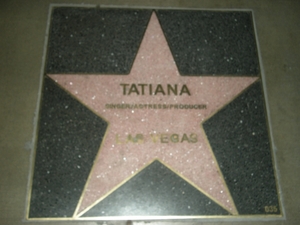 TATIANA
SINGER/ACTRESS/PRODUCER
LAS VEGAS